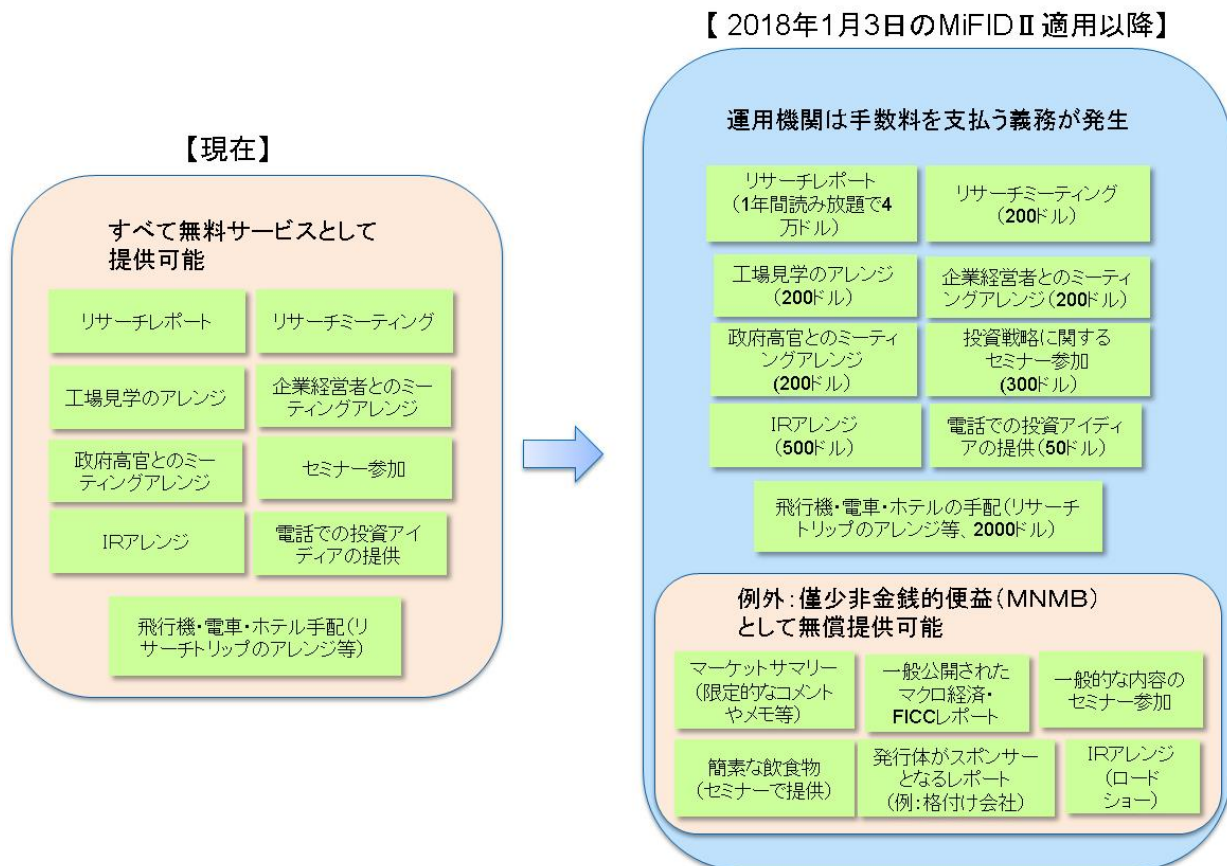 【 2018年1月3日のMiFIDⅡ 適用以降】
【現在】
すべて無料サービスとして
提供可能
リサーチレポート
リサーチミーティング
工場見学のアレンジ
企業経営者とのミー
ティングアレンジ
政府高官とのミー
ティングアレンジ
セミナー参加
IRアレンジ
電話での投資アイ
ディアの提供
飛行機・電車・ホテル手配(リ
サーチトリップのアレンジ等)
運用機関は手数料を支払う義務が発生
リサーチレポート
(1年間読み放題で4
万ドル)
リサーチミーティング
(200ドル)
工場見学のアレンジ
(200ドル)
企業経営者とのミーティ
ングアレンジ(200ドル)
政府高官とのミーティ
ングアレンジ
(200ドル)
投資戦略に関する
セミナー参加
(300ドル)
IRアレンジ
(500ドル)
電話での投資アイディ
アの提供(50ドル)
飛行機・電車・ホテルの手配(リサーチ
トリップのアレンジ等、2000ドル)
例外:僅少非金銭的便益(MNMB)
として無償提供可能
マーケットサマリー
(限定的なコメント
やメモ等)
一般公開された
マクロ経済・
FICCレポート
一般的な内容の
セミナー参加
簡素な飲食物
(セミナーで提供)
発行体がスポンサー
となるレポート
(例:格付け会社)
IRアレンジ
(ロード
ショー)